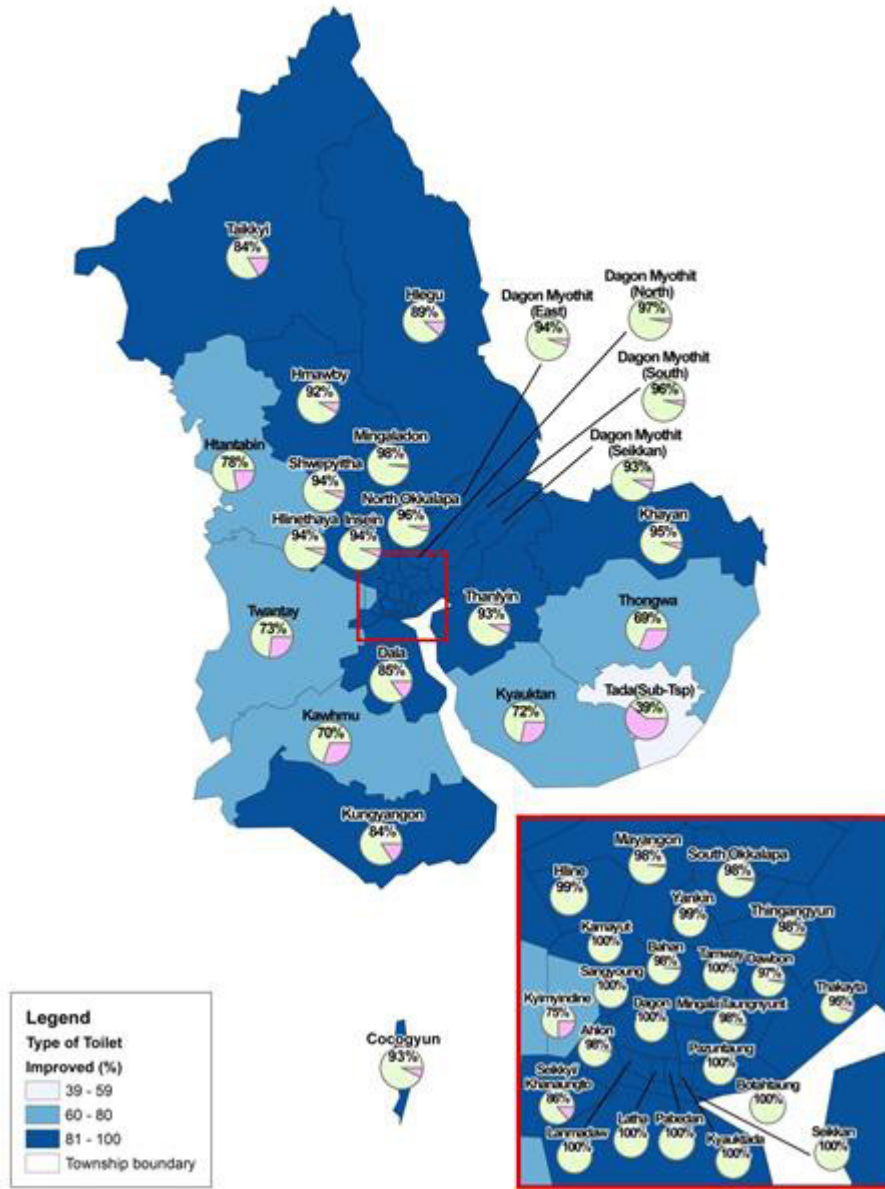 Taikkyi
84%
Hlegu
89%
Dagon Myothit
(East)
94%
Dagon Myothit
(North)
97%
Dagon Myothit
(South)
96%
Dagon Myothit
(Seikkan)
93%
Hmawby
92%
Mingaladon
98%
Htantabin
78%
Shwepyitha
94%
North Okkalapa
96%
Hlinethaya
94%
Insein
94%
Khayan
95%
Thanlyin
93%
Thongwa
69%
Twantay
73%
Dala
85%
Kyauktan
72%
Tada(Sub-Tsp)
39%
Kawhmu
70%
Kungyangon
84%
Cocogyun
93%
Mayangon
98%
South Okkalapa
98%
Hline
99%
Yankin
99%
Thingangyun
98%
Kamayut
100%
Bahan
98%
Tamway
100%
Dawbon
97%
Sangyoung
100%
Thakayta
95%
Kyimyindine
75%
Dagon
100%
Mingala Taungnyunt
98%
Ahlon
98%
Pazuntaung
100%
Seikkyi
Khanaungto
86%
Botahtaung
100%
Lanmadaw
100%
Latha
100%
Pabedan
100%
Kyauktada
100%
Seikkan
100%
Legend
Type of Toilet
Improved (%)
39 - 59
60 - 80
81 - 100
Township boundary